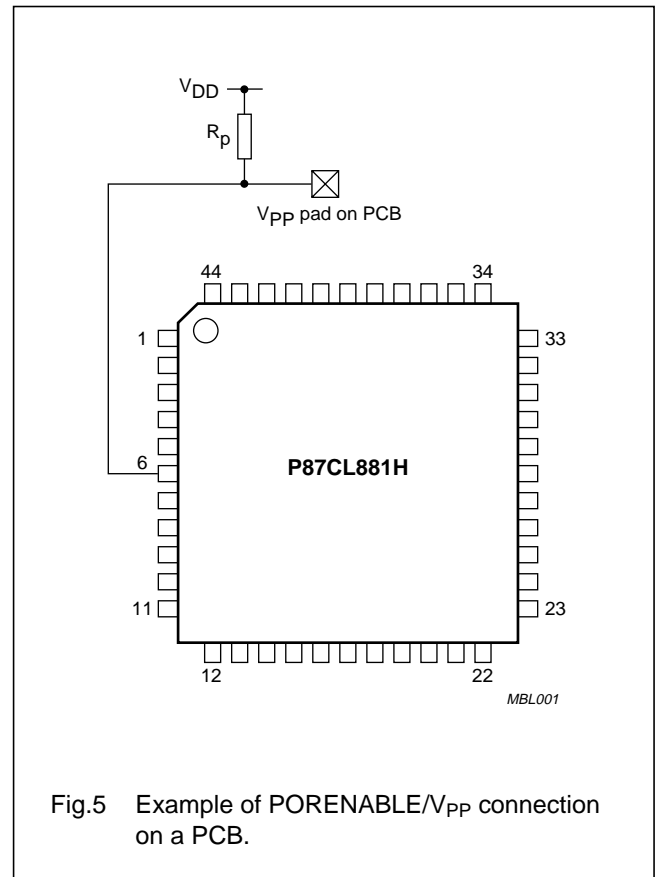 VDD
Rp
VPP pad on PCB
44 34
1 33
6 P87CL881H
11 23
12 22
MBL001
Fig.5 Example of PORENABLE/VPP connection
on a PCB.